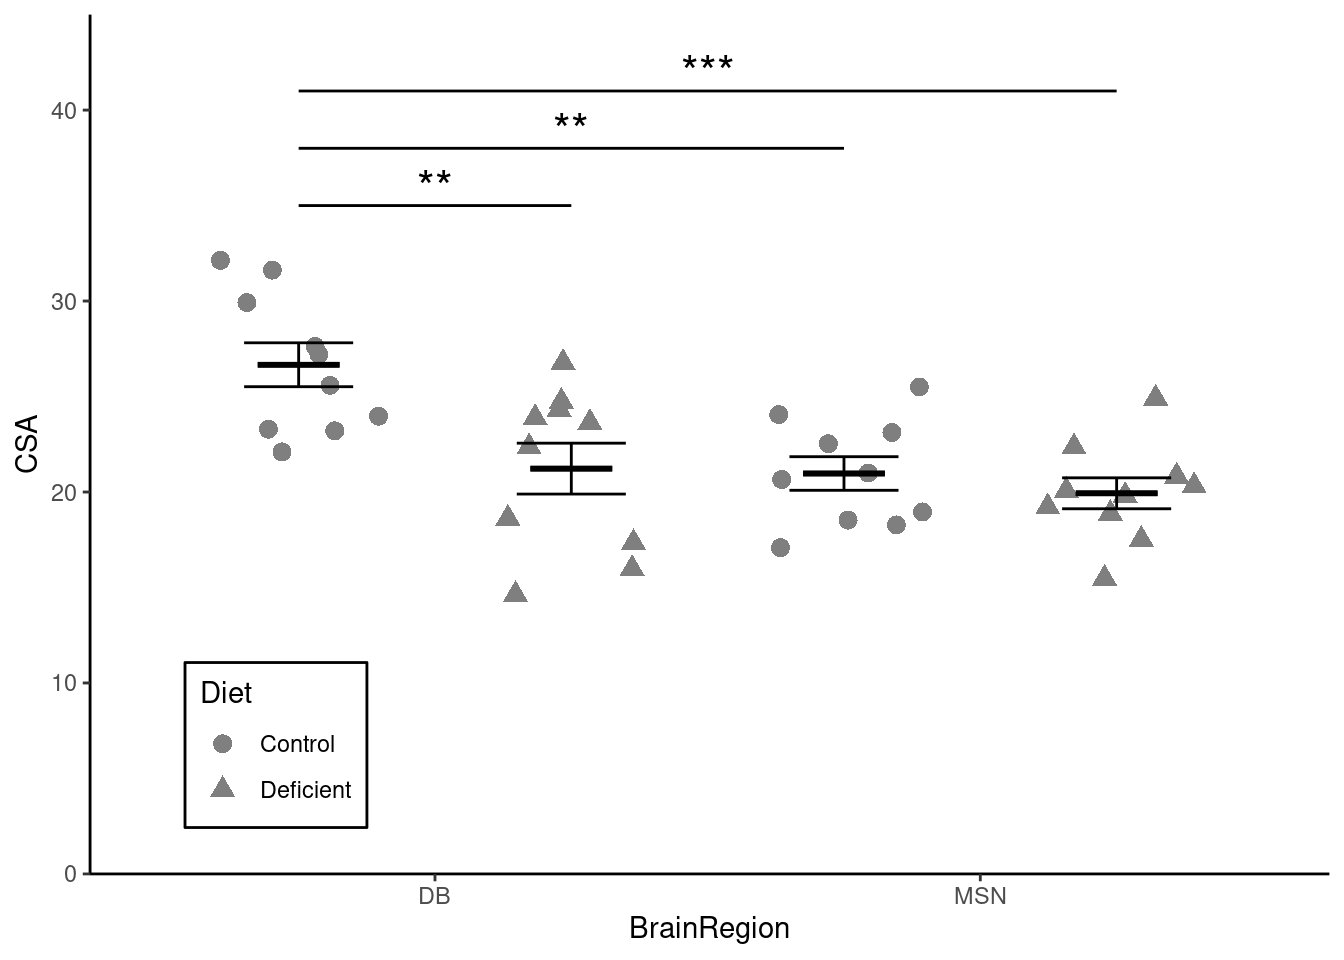 ***
**
**
40
30
20
10
0
CSA
Diet
Control
Deficient
DB
MSN
BrainRegion